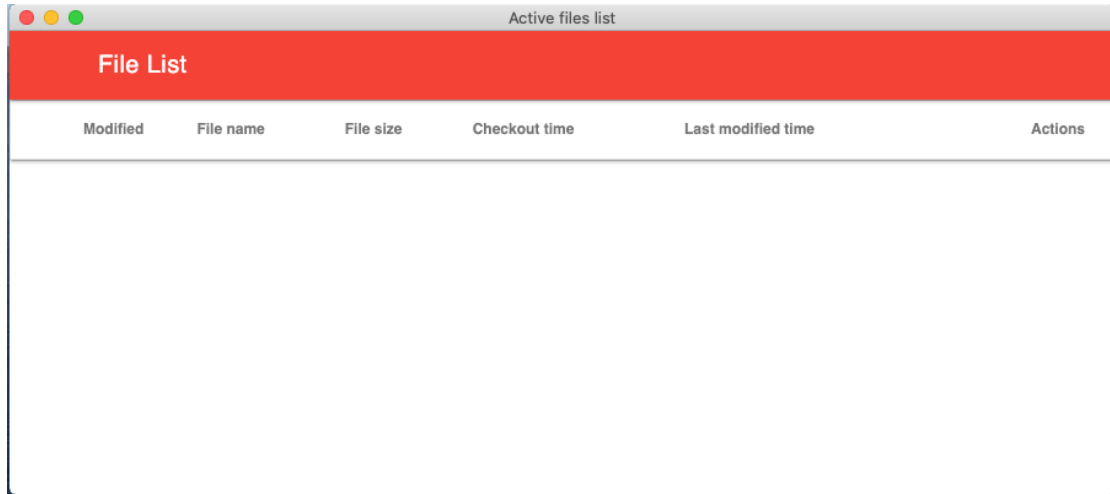 Active files list
File List
Modified File name File size Checkout time Last modified time Actions